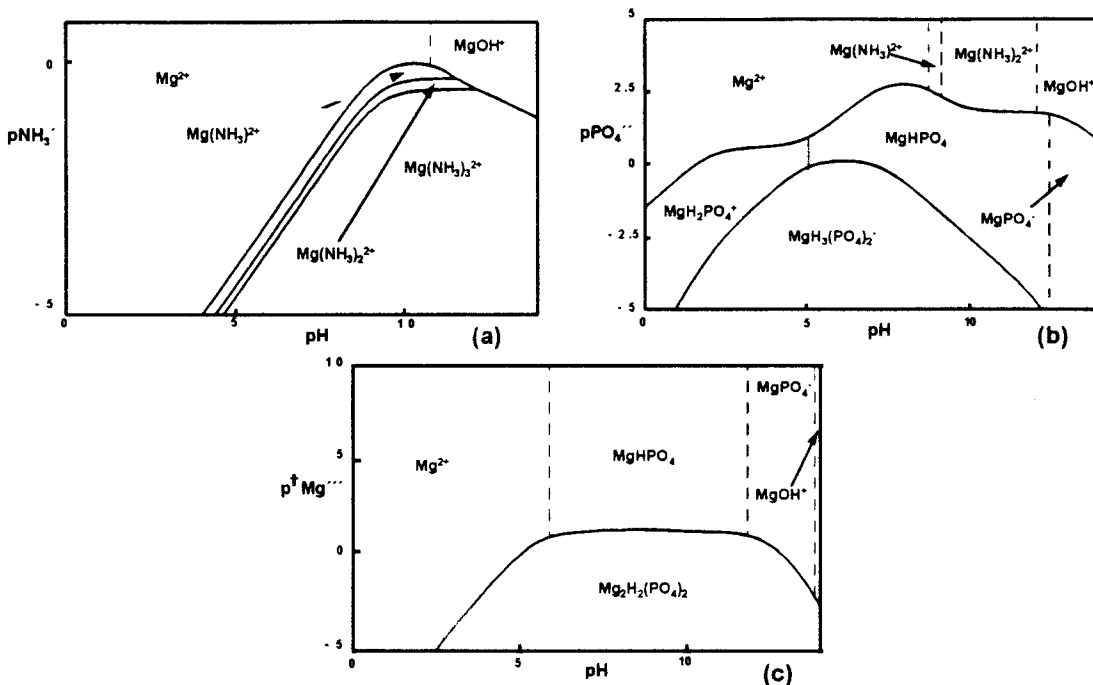 MgOH⁺
0
Mg²⁺
pNH₃′
Mg(NH₃)²⁺
Mg(NH₃)₃²⁺
Mg(NH₃)₂²⁺
- 5
0
5
10
pH
(a)
5
Mg(NH₃)²⁺
Mg(NH₃)₂²⁺
Mg²⁺
MgOH⁺
2.5
pPO₄′′
MgHPO₄
0
MgH₂PO₄⁺
MgPO₄⁻
MgH₃(PO₄)₂⁻
- 2.5
- 5
0
5
10
pH
(b)
10
MgPO₄⁻
Mg²⁺
MgHPO₄
5
p†Mg′′′
MgOH⁺
0
Mg₂H₂(PO₄)₂
- 5
0
5
10
pH
(c)